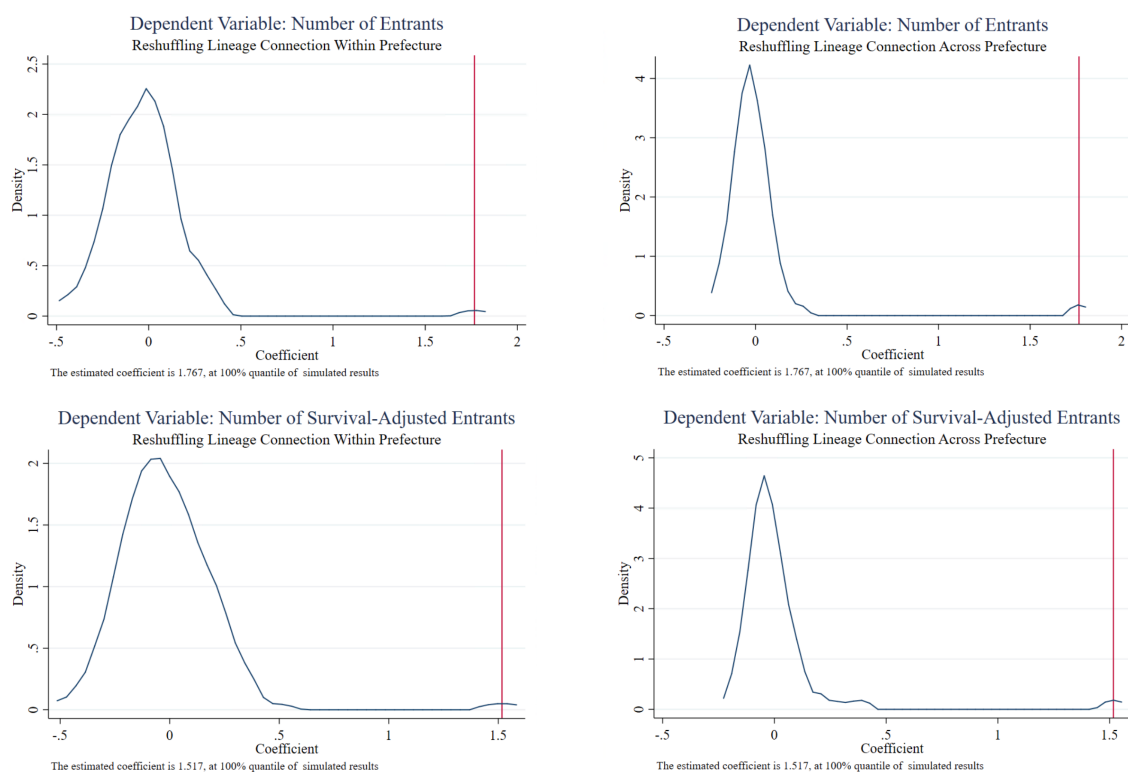 Dependent Variable: Number of Entrants
Reshuffling Lineage Connection Within Prefecture
2.5
2
1.5
1
.5
0
Density
-.5 0 .5 1 1.5 2
Coefficient
The estimated coefficient is 1.767, at 100% quantile of simulated results
Dependent Variable: Number of Entrants
Reshuffling Lineage Connection Across Prefecture
4
3
2
1
0
Density
-.5 0 .5 1 1.5 2
Coefficient
The estimated coefficient is 1.767, at 100% quantile of simulated results
Dependent Variable: Number of Survival-Adjusted Entrants
Reshuffling Lineage Connection Within Prefecture
2
1.5
1
.5
0
Density
-.5 0 .5 1 1.5
Coefficient
The estimated coefficient is 1.517, at 100% quantile of simulated results
Dependent Variable: Number of Survival-Adjusted Entrants
Reshuffling Lineage Connection Across Prefecture
5
4
3
2
1
0
Density
-.5 0 .5 1 1.5
Coefficient
The estimated coefficient is 1.517, at 100% quantile of simulated results